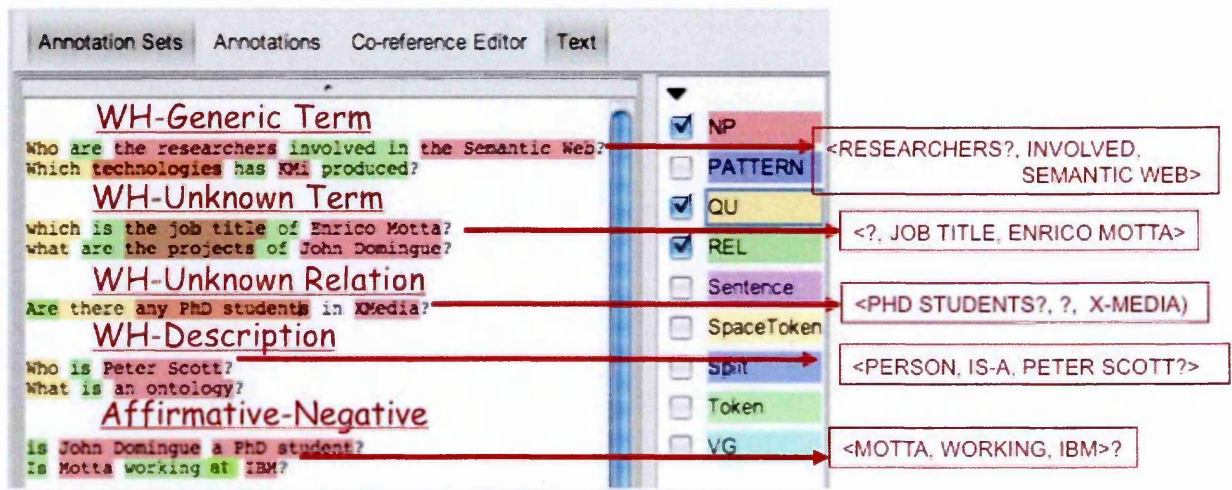 Annotation Sets Annotations Co-reference Editor Text
WH-Generic Term
Who are the researchers involved in the Semantic Web?
Which technologies has KMi produced?
WH-Unknown Term
which is the job title of Enrico Motta?
what are the projects of John Domingue?
WH-Unknown Relation
Are there any PhD students in XMedia?
WH-Description
Who is Peter Scott?
What is an ontology?
Affirmative-Negative
is John Domingue a PhD student?
Is Motta working at IBM?
NP
PATTERN
QU
REL
Sentence
SpaceToken
Split
Token
VG
<RESEARCHERS?, INVOLVED,
SEMANTIC WEB>
<?, JOB TITLE, ENRICO MOTTA>
<PHD STUDENTS?, ?, X-MEDIA)
<PERSON, IS-A, PETER SCOTT?>
<MOTTA, WORKING, IBM>?